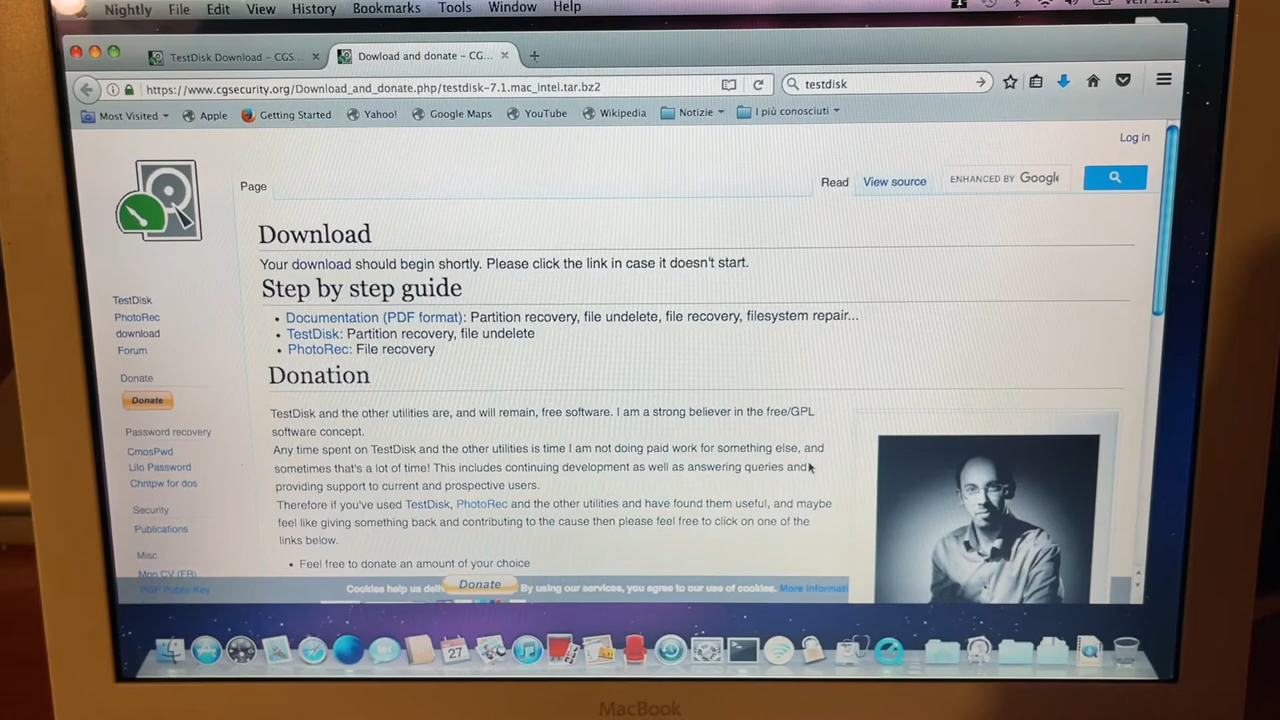 Nightly File Edit View History Bookmarks Tools Window Help
TestDisk Download – CGS... Dowload and donate – CG...
https://www.cgsecurity.org/Download_and_donate.php/testdisk-7.1.mac_intel.tar.bz2 testdisk
Most Visited Apple Getting Started Yahoo! Google Maps YouTube Wikipedia Notizie I più conosciuti
Log in
Page Read View source ENHANCED BY Google
Download
Your download should begin shortly. Please click the link in case it doesn't start.
Step by step guide
• Documentation (PDF format): Partition recovery, file undelete, file recovery, filesystem repair...
• TestDisk: Partition recovery, file undelete
• PhotoRec: File recovery
Donation
TestDisk and the other utilities are, and will remain, free software. I am a strong believer in the free/GPL
software concept.
Any time spent on TestDisk and the other utilities is time I am not doing paid work for something else, and
sometimes that's a lot of time! This includes continuing development as well as answering queries and
providing support to current and prospective users.
Therefore if you've used TestDisk, PhotoRec and the other utilities and have found them useful, and maybe
feel like giving something back and contributing to the cause then please feel free to click on one of the
links below.
• Feel free to donate an amount of your choice
Donate
Cookies help us By using our services, you agree to our use of cookies. More informati
TestDisk
PhotoRec
download
Forum
Donate
Donate
Password recovery
CmosPwd
Lilo Password
Chntpw for dos
Security
Publications
Misc
Mon CV (FR)
PGP Public Key
27
MacBook